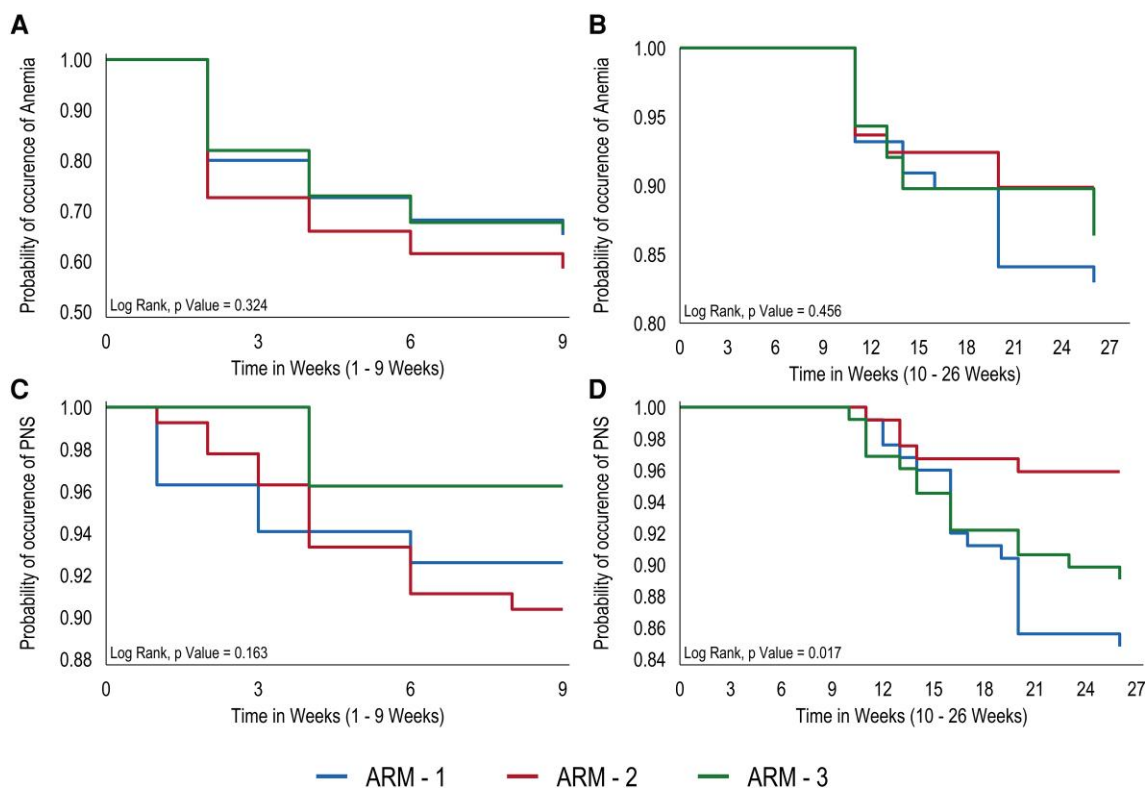 A
Probability of occurence of Anemia
1.00
0.90
0.80
0.70
0.60
0.50
Log Rank, p Value = 0.324
0 3 6 9
Time in Weeks (1 - 9 Weeks)
B
Probability of occurence of Anemia
1.00
0.95
0.90
0.85
0.80
Log Rank, p Value = 0.456
0 3 6 9 12 15 18 21 24 27
Time in Weeks (10 - 26 Weeks)
C
Probability of occurence of PNS
1.00
0.98
0.96
0.94
0.92
0.90
0.88
Log Rank, p Value = 0.163
0 3 6 9
Time in Weeks (1 - 9 Weeks)
D
Probability of occurence of PNS
1.00
0.98
0.96
0.94
0.92
0.90
0.88
0.86
0.84
Log Rank, p Value = 0.017
0 3 9 12 15 18 21 24 27
Time in Weeks (10 - 26 Weeks)
ARM - 1 ARM - 2 ARM - 3